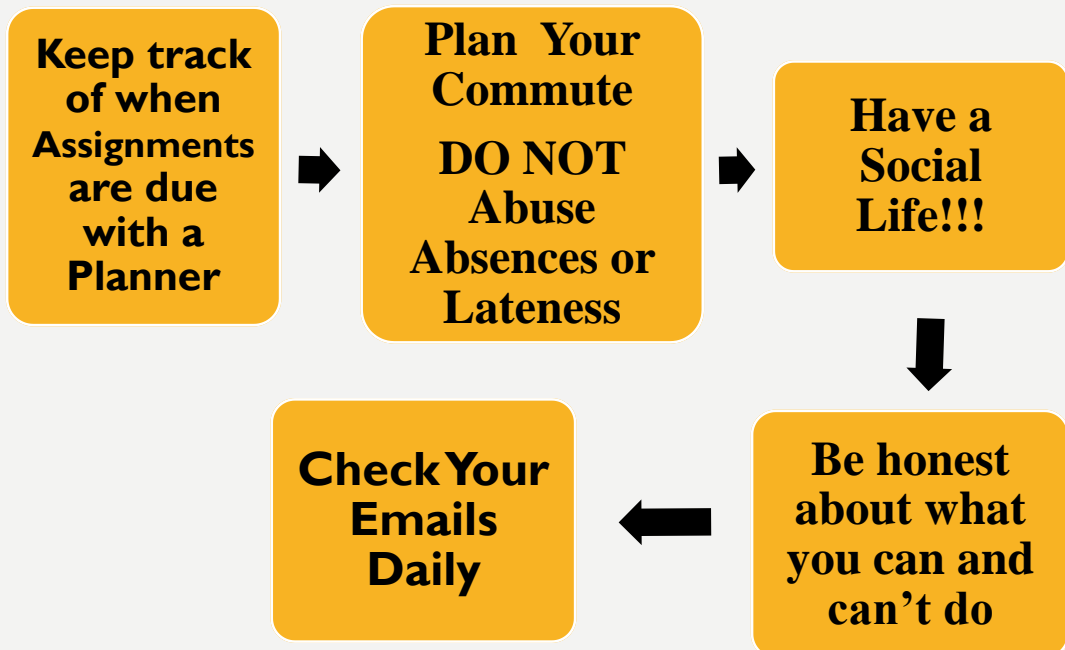 Keep track
of when
Assignments
are due
with a
Planner
Plan Your
Commute
DO NOT
Abuse
Absences or
Lateness
Have a
Social
Life!!!
Be honest
about what
you can and
can’t do
Check Your
Emails
Daily